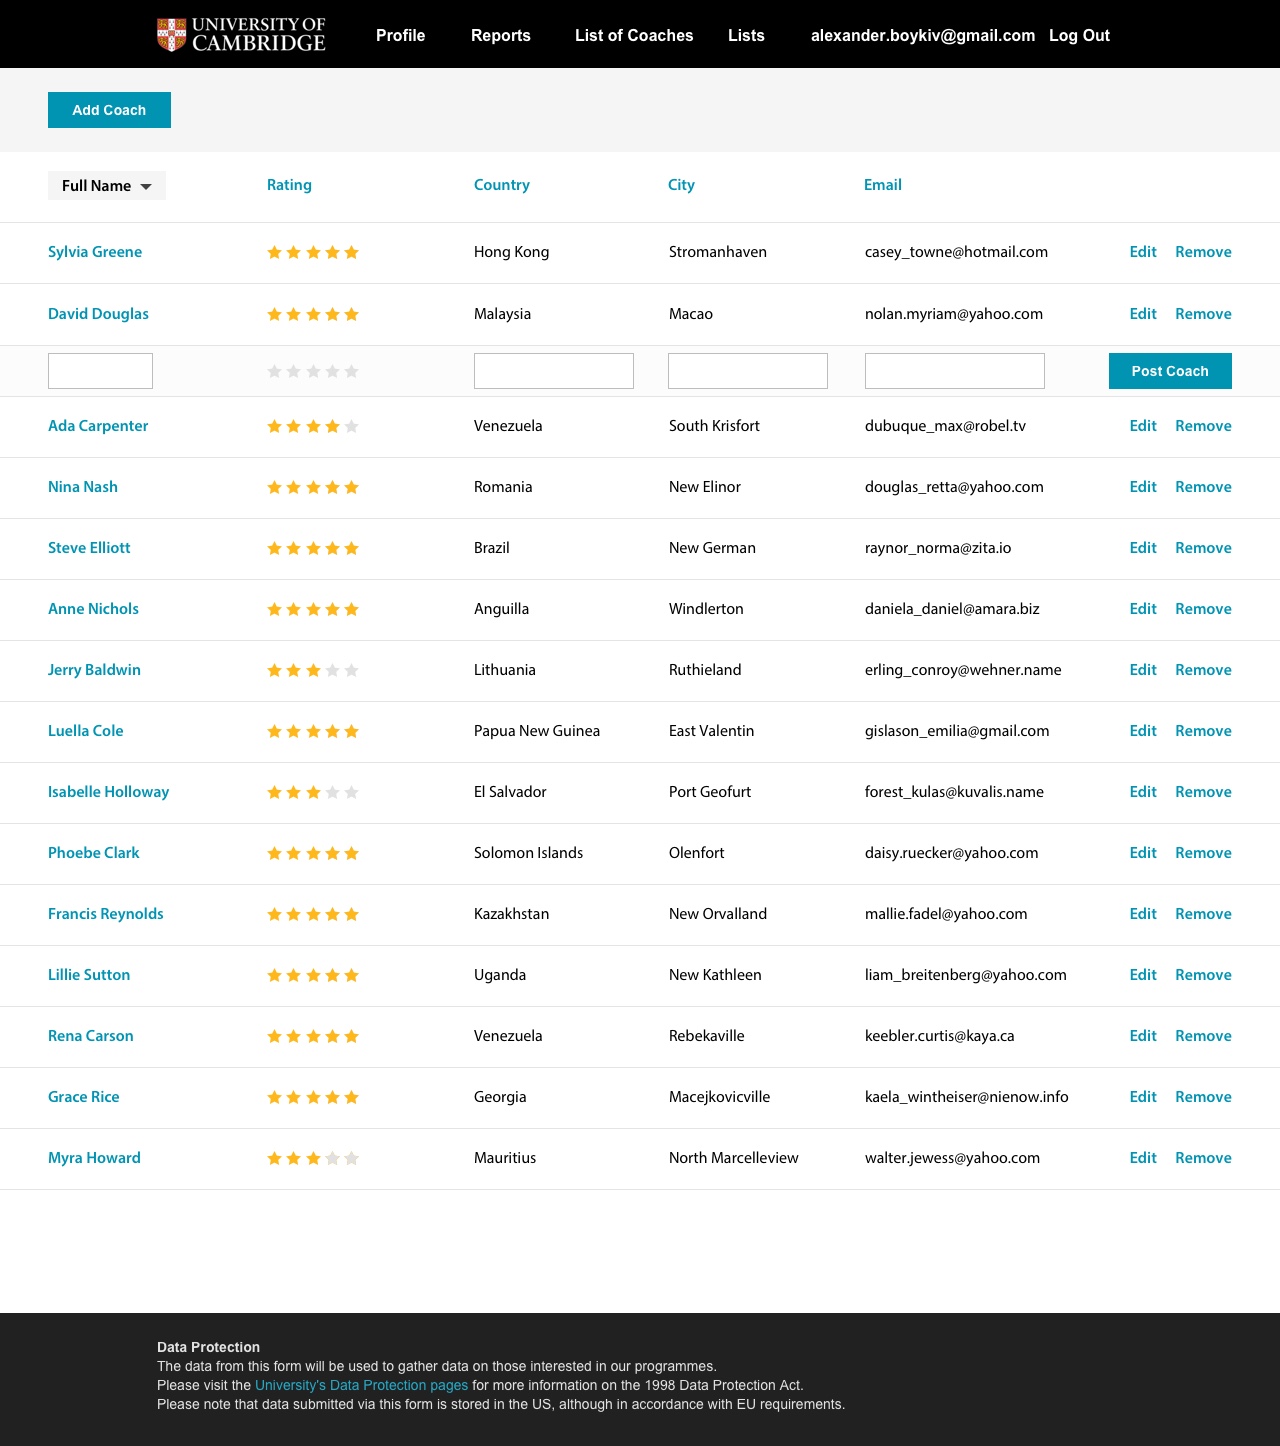 UNIVERSITY OF
CAMBRIDGE
Profile Reports List of Coaches Lists alexander.boykiv@gmail.com Log Out
Add Coach
Full Name Rating Country City Email
Sylvia Greene Hong Kong Stromanhaven casey_towne@hotmail.com Edit Remove
David Douglas Malaysia Macao nolan.myriam@yahoo.com Edit Remove
Post Coach
Ada Carpenter Venezuela South Krisfort dubuque_max@robel.tv Edit Remove
Nina Nash Romania New Elinor douglas_retta@yahoo.com Edit Remove
Steve Elliott Brazil New German raynor_norma@zita.io Edit Remove
Anne Nichols Anguilla Windlerton daniela_daniel@amara.biz Edit Remove
Jerry Baldwin Lithuania Ruthieland erling_conroy@wehner.name Edit Remove
Luella Cole Papua New Guinea East Valentin gislason_emilia@gmail.com Edit Remove
Isabelle Holloway El Salvador Port Geofurt forest_kulas@kuvalis.name Edit Remove
Phoebe Clark Solomon Islands Olenfort daisy.ruecker@yahoo.com Edit Remove
Francis Reynolds Kazakhstan New Orvalland mallie.fadel@yahoo.com Edit Remove
Lillie Sutton Uganda New Kathleen liam_breitenberg@yahoo.com Edit Remove
Rena Carson Venezuela Rebekaville keebler.curtis@kaya.ca Edit Remove
Grace Rice Georgia Macejkovicville kaela_wintheiser@nienow.info Edit Remove
Myra Howard Mauritius North Marcelleview walter.jewess@yahoo.com Edit Remove
Data Protection
The data from this form will be used to gather data on those interested in our programmes.
Please visit the University's Data Protection pages for more information on the 1998 Data Protection Act.
Please note that data submitted via this form is stored in the US, although in accordance with EU requirements.